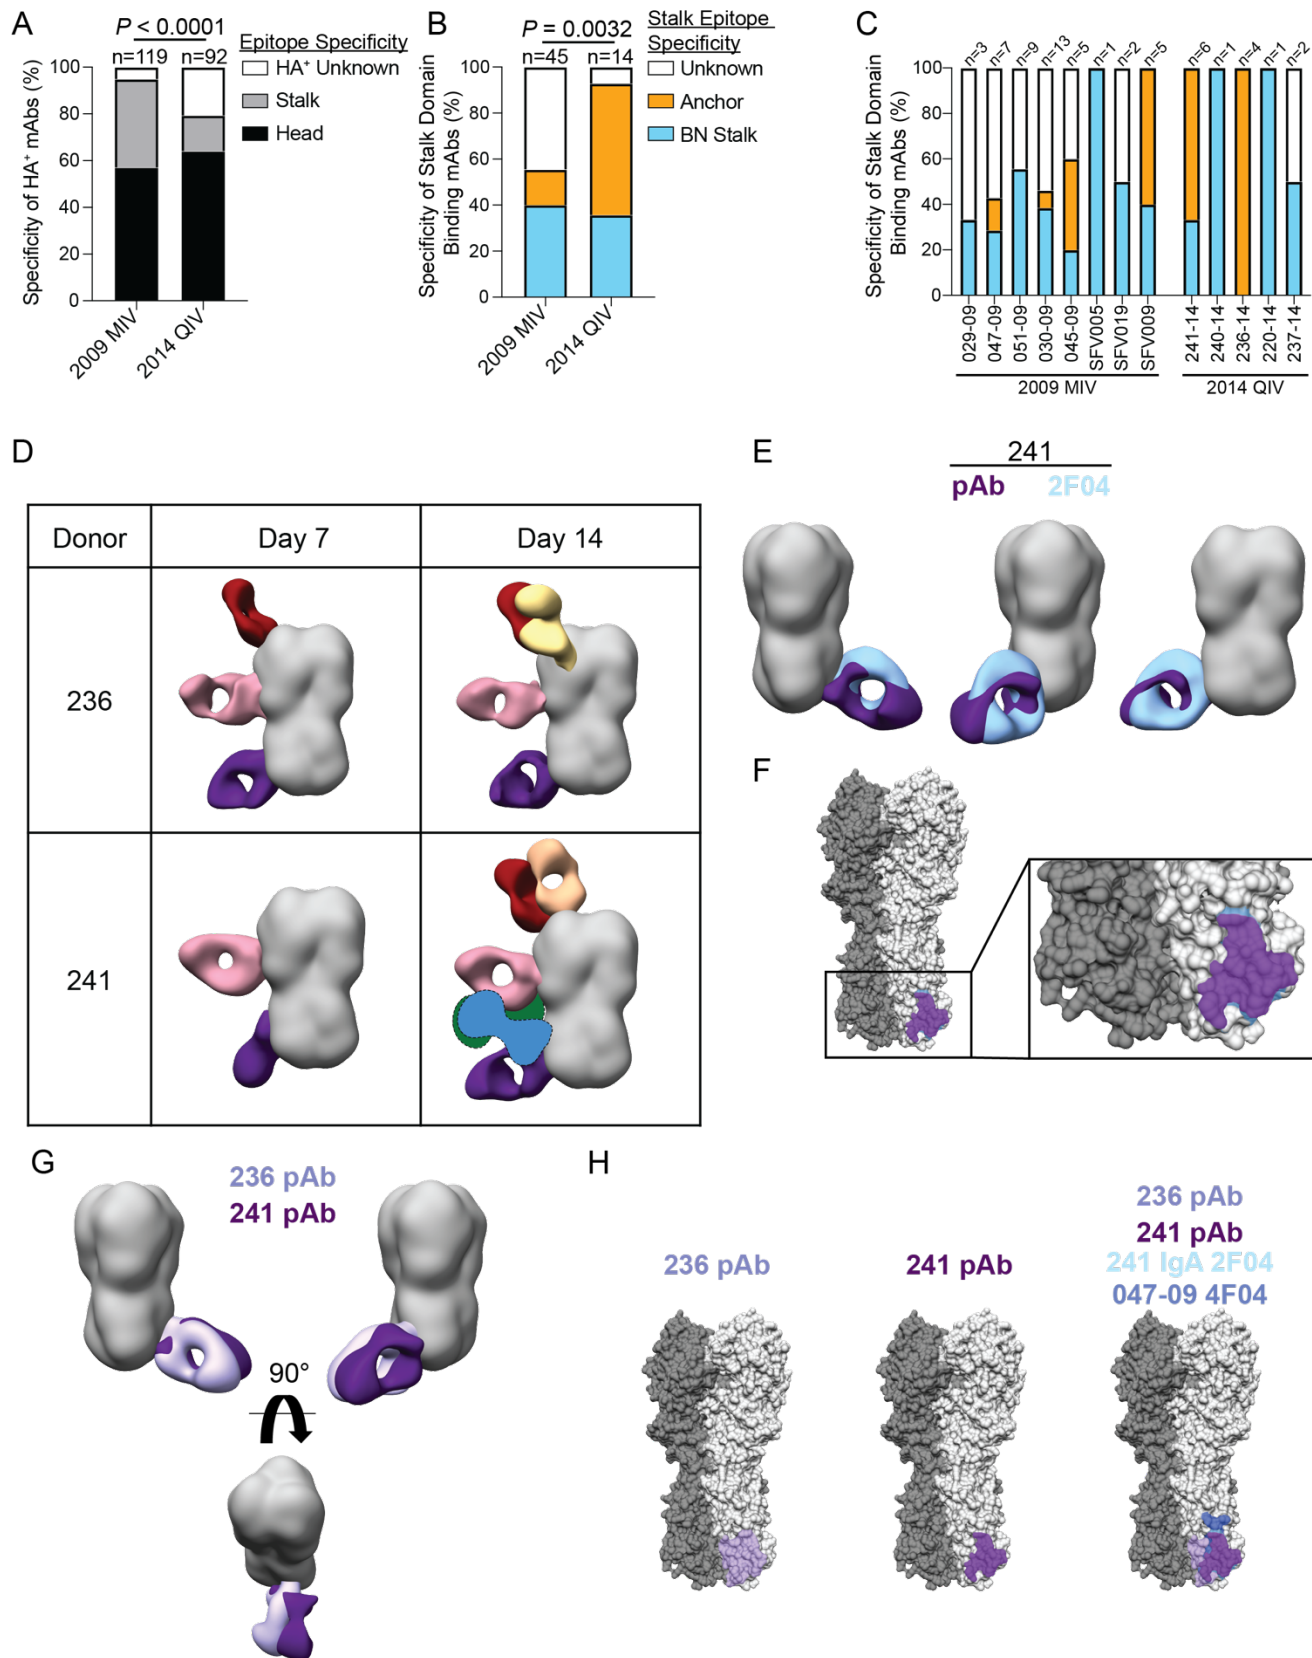 A
P < 0.0001
n=119 n=92
Epitope Specificity
HA+ Unknown
Stalk
Head
Specificity of HA+ mAbs (%)
100
80
60
40
20
0
2009 MIV
2014 QIV
B
P = 0.0032
n=45 n=14
Stalk Epitope
Specificity
Unknown
Anchor
BN Stalk
Specificity of Stalk Domain
Binding mAbs (%)
100
80
60
40
20
0
2009 MIV
2014 QIV
C
n=3 n=7 n=9 n=13 n=5 n=1 n=2 n=5 n=6 n=1 n=4 n=1 n=2
Specificity of Stalk Domain
Binding mAbs (%)
100
80
60
40
20
0
029-09
047-09
051-09
030-09
045-09
SFV005
SFV019
SFV009
241-14
240-14
236-14
220-14
237-14
2009 MIV 2014 QIV
D
Donor Day 7 Day 14
236
241
E
241
pAb 2F04
F
G
236 pAb
241 pAb
90°
H
236 pAb
241 pAb
236 pAb
241 pAb
241 IgA 2F04
047-09 4F04